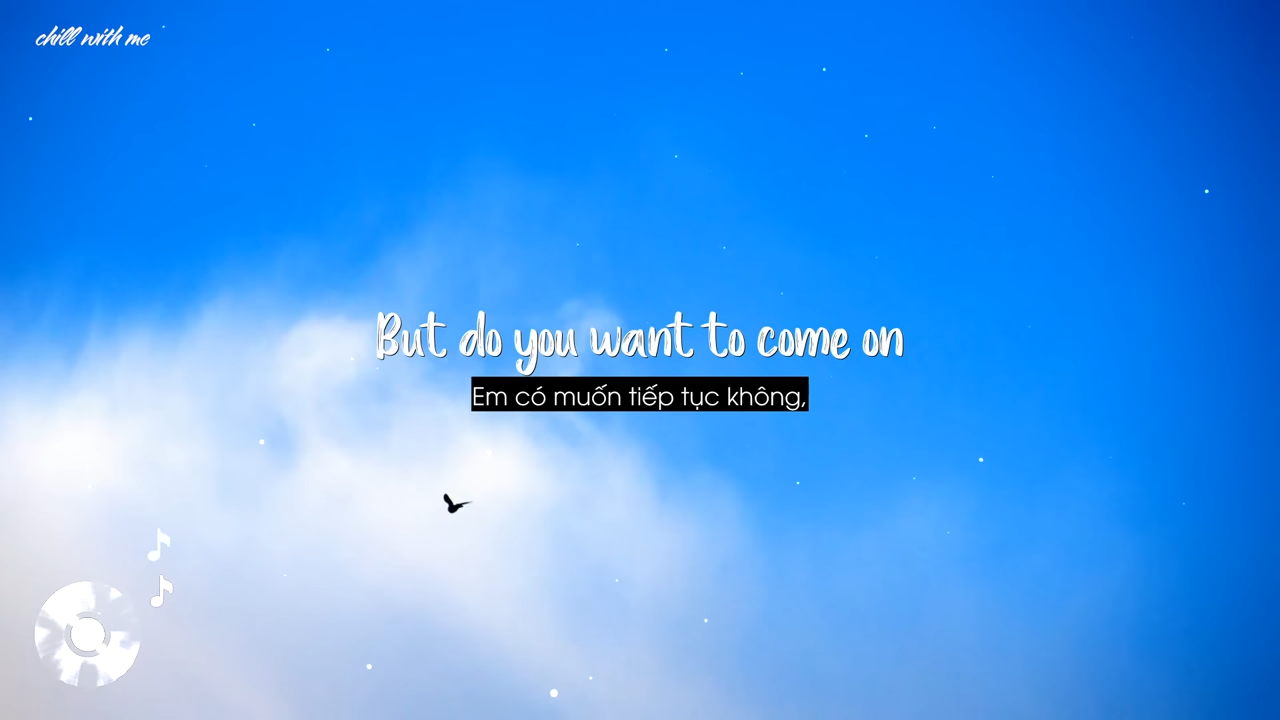 chill with me
But do you want to come on
Em có muốn tiếp tục không,